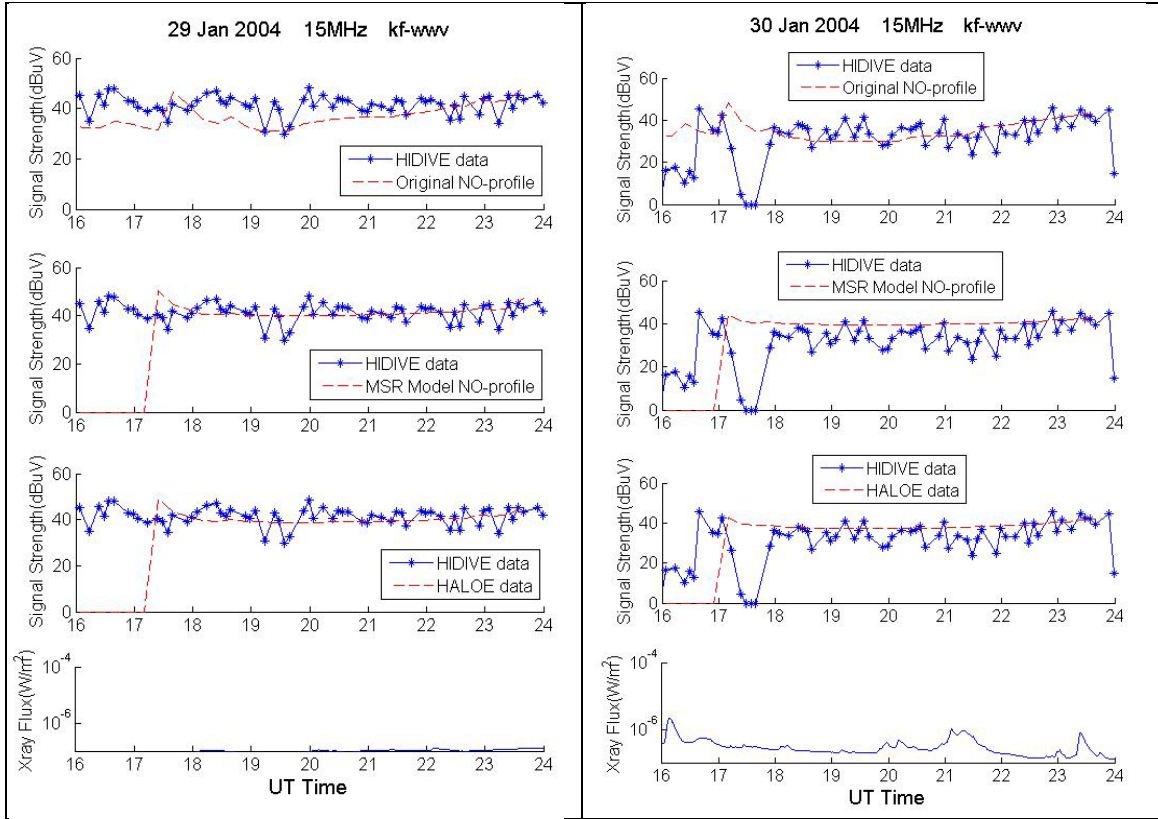 29 Jan 2004 15MHz kf-wwv
Signal Strength(dBuV)
60
40
20
0
HIDIVE data
Original NO-profile
16 17 18 19 20 21 22 23 24
Signal Strength(dBuV)
60
40
20
0
HIDIVE data
MSR Model NO-profile
16 17 18 19 20 21 22 23 24
Signal Strength(dBuV)
60
40
20
0
HIDIVE data
HALOE data
16 17 18 19 20 21 22 23 24
Xray Flux(W/m²)
10⁻⁴
10⁻⁶
16 17 18 19 20 21 22 23 24
UT Time
30 Jan 2004 15MHz kf-wwv
Signal Strength(dBuV)
60
40
20
0
HIDIVE data
Original NO-profile
16 17 18 19 20 21 22 23 24
Signal Strength(dBuV)
60
40
20
0
HIDIVE data
MSR Model NO-profile
16 17 18 19 20 21 22 23 24
Signal Strength(dBuV)
60
40
20
0
HIDIVE data
HALOE data
16 17 18 19 20 21 22 23 24
Xray Flux(W/m²)
10⁻⁴
10⁻⁶
16 17 18 19 20 21 22 23 24
UT Time